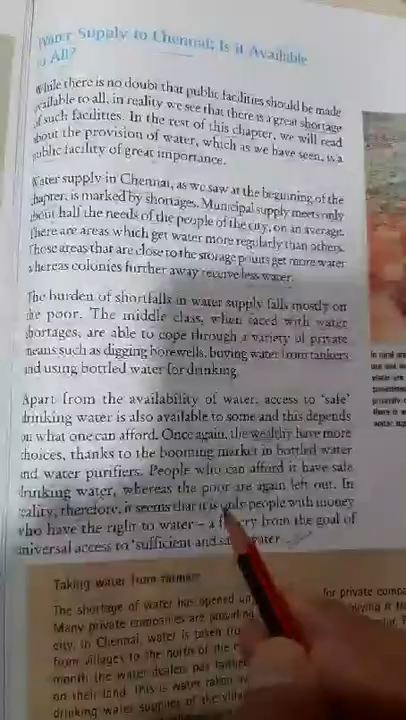 Water Supply to Chennai: Is it Available
to All?
While there is no doubt that public facilities should be made
available to all, in reality we see that there is a great shortage
of such facilities. In the rest of this chapter, we will read
about the provision of water, which as we have seen, is a
public facility of great importance.
Water supply in Chennai, as we saw at the beginning of the
chapter, is marked by shortages. Municipal supply meets only
about half the needs of the people of the city, on an average.
There are areas which get water more regularly than others.
Those areas that are close to the storage points get more water
whereas colonies further away receive less water.
The burden of shortfalls in water supply falls mostly on
the poor. The middle class, when faced with water
shortages, are able to cope through a variety of private
means such as digging borewells, buying water from tankers
and using bottled water for drinking.
Apart from the availability of water, access to 'safe'
drinking water is also available to some and this depends
on what one can afford. Once again, the wealthy have more
choices, thanks to the booming market in bottled water
and water purifiers. People who can afford it have safe
drinking water, whereas the poor are again left out. In
reality, therefore, it seems that it is only people with money
who have the right to water – a far cry from the goal of
universal access to 'sufficient and safe' water
Taking water from farmers
The shortage of water has opened up
Many private companies are providing
city. In Chennai, water is taken from
from villages to the north of the
month the water dealers pay farmers
on their land. This is water taken
drinking water supplies of the
for private
In rural
water are
there is
water